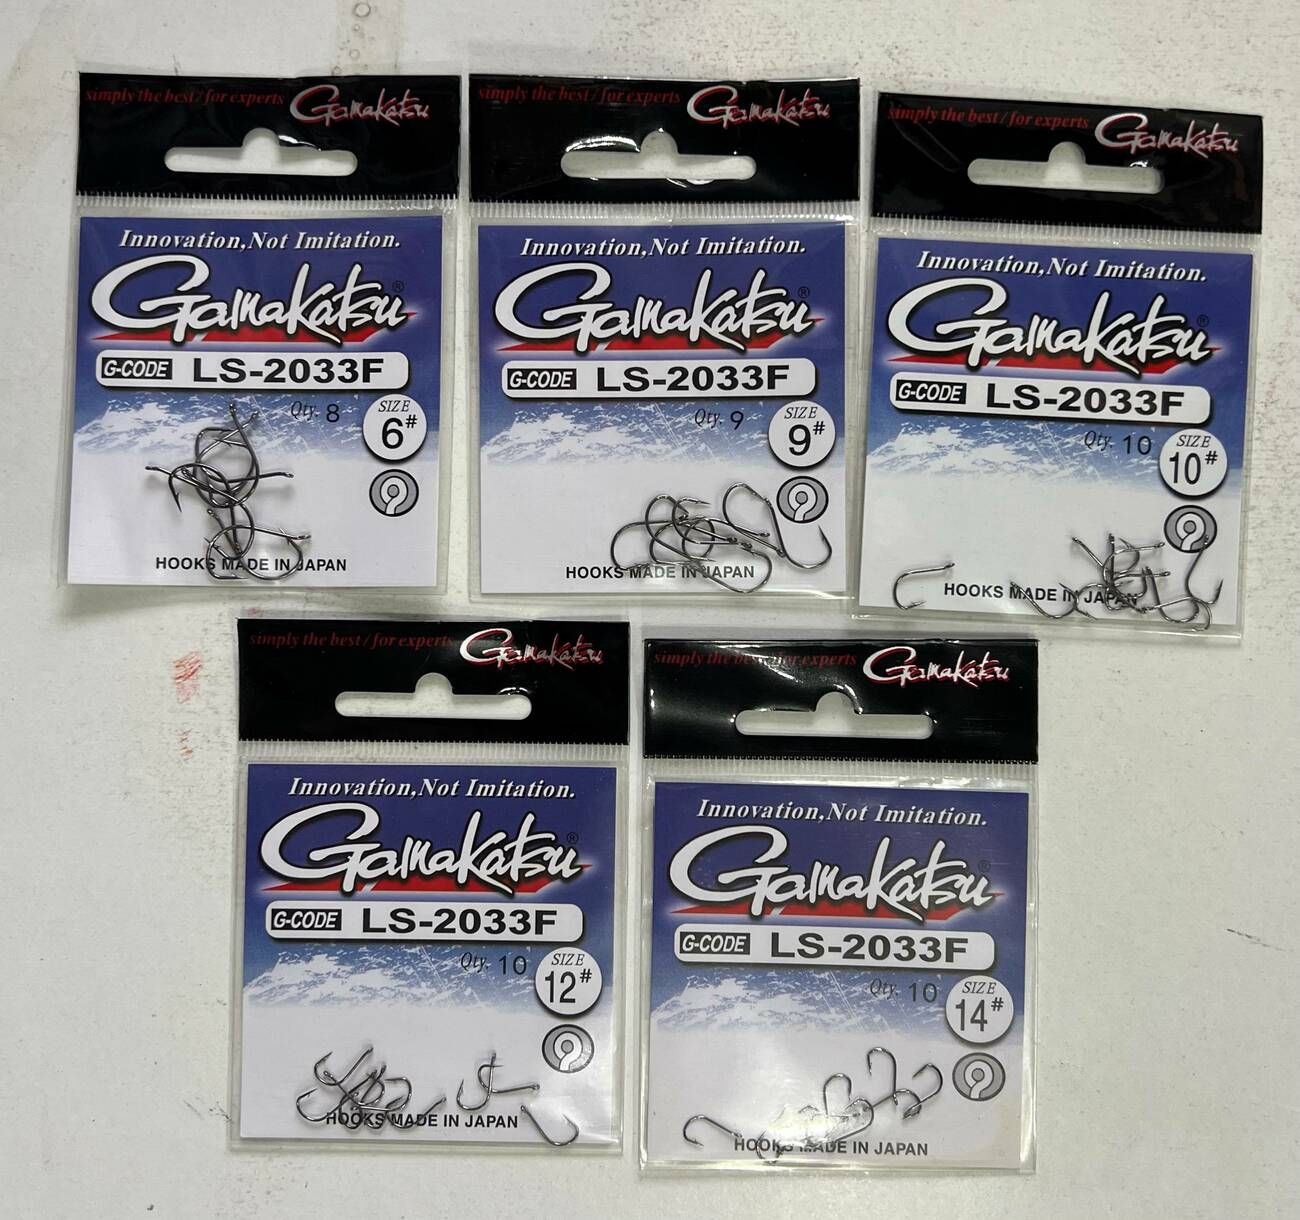 simply the best / for experts Gamakatsu
Innovation,Not Imitation.
Gamakatsu®
G-CODE LS-2033F
Qty. 8 SIZE
6#
HOOKS MADE IN JAPAN
simply the best / for experts Gamakatsu
Innovation,Not Imitation.
Gamakatsu®
G-CODE LS-2033F
Qty. 9 SIZE
9#
HOOKS MADE IN JAPAN
simply the best / for experts Gamakatsu
Innovation,Not Imitation.
Gamakatsu®
G-CODE LS-2033F
Qty. 10 SIZE
10#
HOOKS MADE IN JAPAN
simply the best / for experts Gamakatsu
Innovation,Not Imitation.
Gamakatsu®
G-CODE LS-2033F
Qty. 10 SIZE
12#
HOOKS MADE IN JAPAN
simply the best / for experts Gamakatsu
Innovation,Not Imitation.
Gamakatsu®
G-CODE LS-2033F
Qty. 10 SIZE
14#
HOOKS MADE IN JAPAN